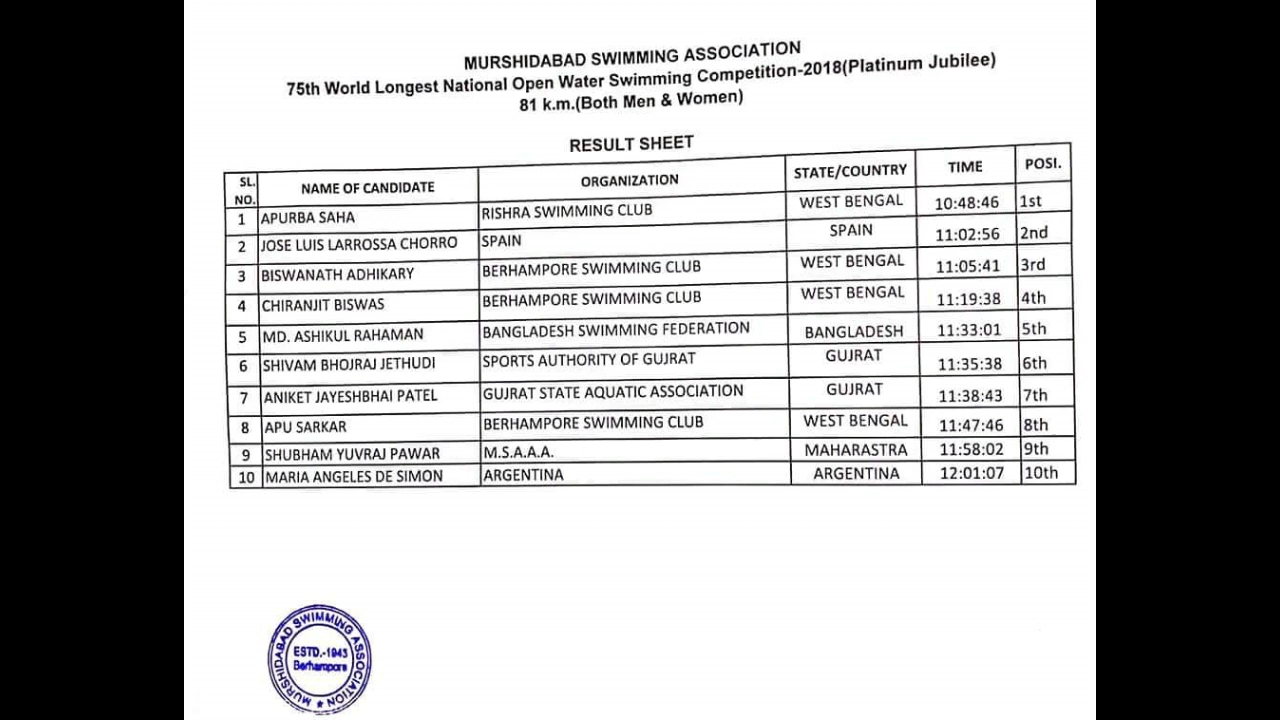 MURSHIDABAD SWIMMING ASSOCIATION
75th World Longest National Open Water Swimming Competition-2018(Platinum Jubilee)
81 k.m.(Both Men & Women)
RESULT SHEET
SL. NO. NAME OF CANDIDATE ORGANIZATION STATE/COUNTRY TIME POSI.
1 APURBA SAHA RISHRA SWIMMING CLUB WEST BENGAL 10:48:46 1st
2 JOSE LUIS LARROSSA CHORRO SPAIN SPAIN 11:02:56 2nd
3 BISWANATH ADHIKARY BERHAMPORE SWIMMING CLUB WEST BENGAL 11:05:41 3rd
4 CHIRANJIT BISWAS BERHAMPORE SWIMMING CLUB WEST BENGAL 11:19:38 4th
5 MD. ASHIKUL RAHAMAN BANGLADESH SWIMMING FEDERATION BANGLADESH 11:33:01 5th
6 SHIVAM BHOJRAJ JETHUDI SPORTS AUTHORITY OF GUJRAT GUJRAT 11:35:38 6th
7 ANIKET JAYESHBHAI PATEL GUJRAT STATE AQUATIC ASSOCIATION GUJRAT 11:38:43 7th
8 APU SARKAR BERHAMPORE SWIMMING CLUB WEST BENGAL 11:47:46 8th
9 SHUBHAM YUVRAJ PAWAR M.S.A.A.A. MAHARASTRA 11:58:02 9th
10 MARIA ANGELES DE SIMON ARGENTINA ARGENTINA 12:01:07 10th
MURSHIDABAD SWIMMING ASSOCIATION ★
ESTD.-1943
Berhampore